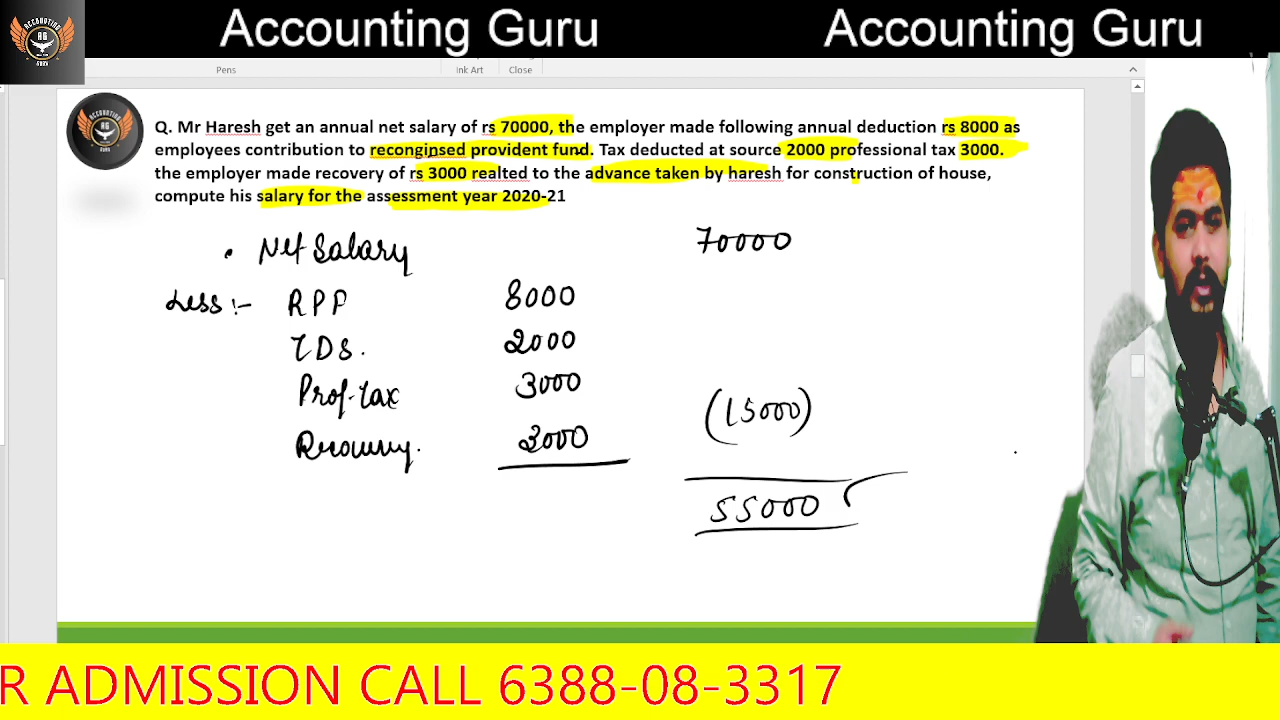 Accounting Guru Accounting Guru
Pens Ink Art Close
Q. Mr Haresh get an annual net salary of rs 70000, the employer made following annual deduction rs 8000 as
employees contribution to reconginsed provident fund. Tax deducted at source 2000 professional tax 3000.
the employer made recovery of rs 3000 realted to the advance taken by haresh for construction of house,
compute his salary for the assessment year 2020-21
Net Salary 70000
Less :- RPF 8000
TDS. 2000
Prof-tax 3000
(15000)
Recovery. 2000
55000
R ADMISSION CALL 6388-08-3317